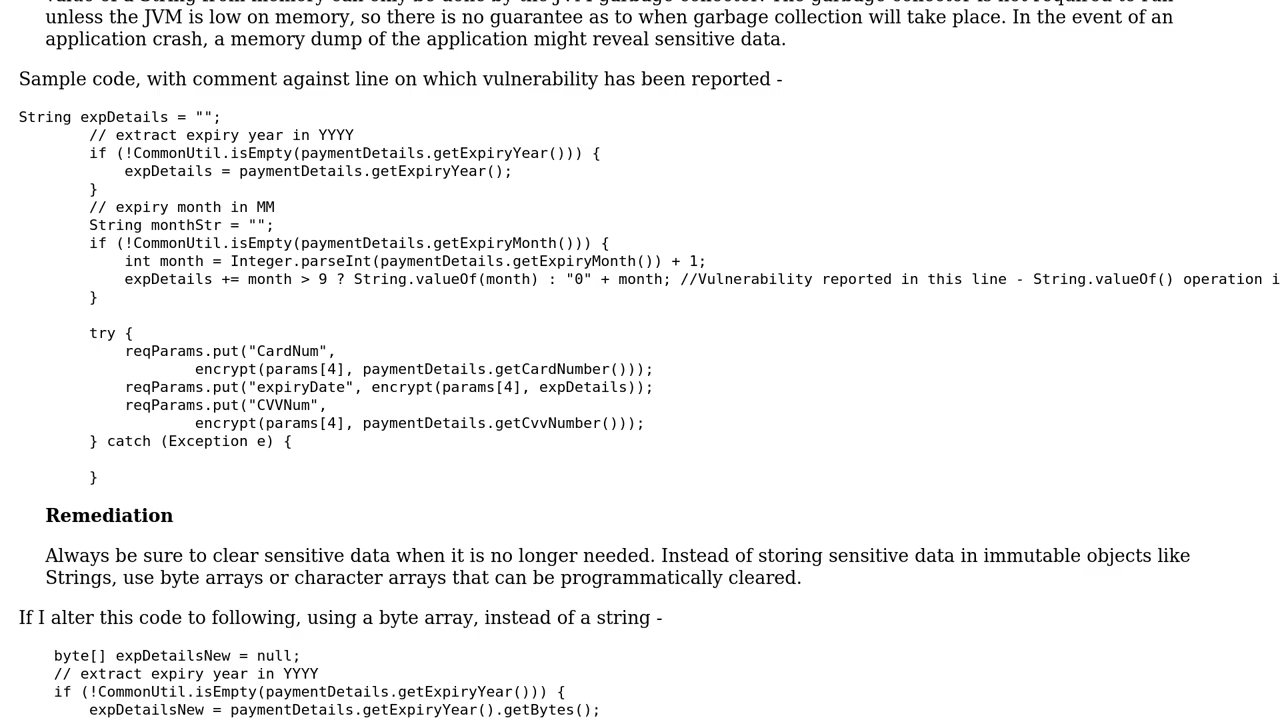 unless the JVM is low on memory, so there is no guarantee as to when garbage collection will take place. In the event of an
application crash, a memory dump of the application might reveal sensitive data.
Sample code, with comment against line on which vulnerability has been reported -
String expDetails = "";
// extract expiry year in YYYY
if (!CommonUtil.isEmpty(paymentDetails.getExpiryYear())) {
expDetails = paymentDetails.getExpiryYear();
}
// expiry month in MM
String monthStr = "";
if (!CommonUtil.isEmpty(paymentDetails.getExpiryMonth())) {
int month = Integer.parseInt(paymentDetails.getExpiryMonth()) + 1;
expDetails += month > 9 ? String.valueOf(month) : "0" + month; //Vulnerability reported in this line - String.valueOf() operation i
}
try {
reqParams.put("CardNum",
encrypt(params[4], paymentDetails.getCardNumber()));
reqParams.put("expiryDate", encrypt(params[4], expDetails));
reqParams.put("CVVNum",
encrypt(params[4], paymentDetails.getCvvNumber()));
} catch (Exception e) {
}
Remediation
Always be sure to clear sensitive data when it is no longer needed. Instead of storing sensitive data in immutable objects like
Strings, use byte arrays or character arrays that can be programmatically cleared.
If I alter this code to following, using a byte array, instead of a string -
byte[] expDetailsNew = null;
// extract expiry year in YYYY
if (!CommonUtil.isEmpty(paymentDetails.getExpiryYear())) {
expDetailsNew = paymentDetails.getExpiryYear().getBytes();